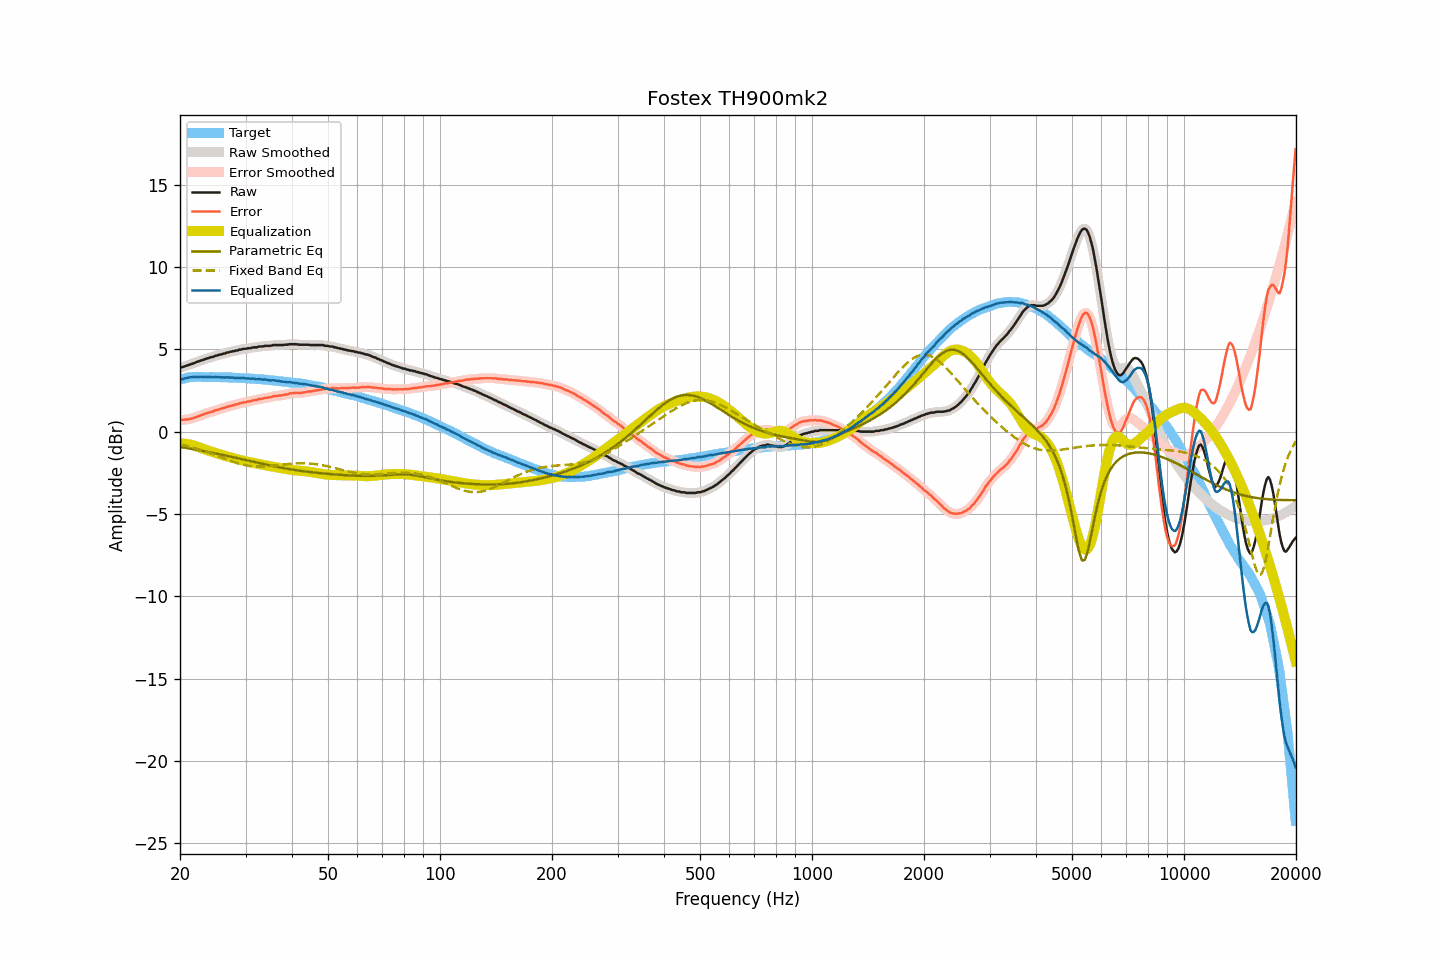 Fostex TH900mk2
Target
Raw Smoothed
Error Smoothed
Raw
Error
Equalization
Parametric Eq
Fixed Band Eq
Equalized
15
10
5
0
−5
−10
−15
−20
−25
Amplitude (dBr)
20 50 100 200 500 1000 2000 5000 10000 20000
Frequency (Hz)